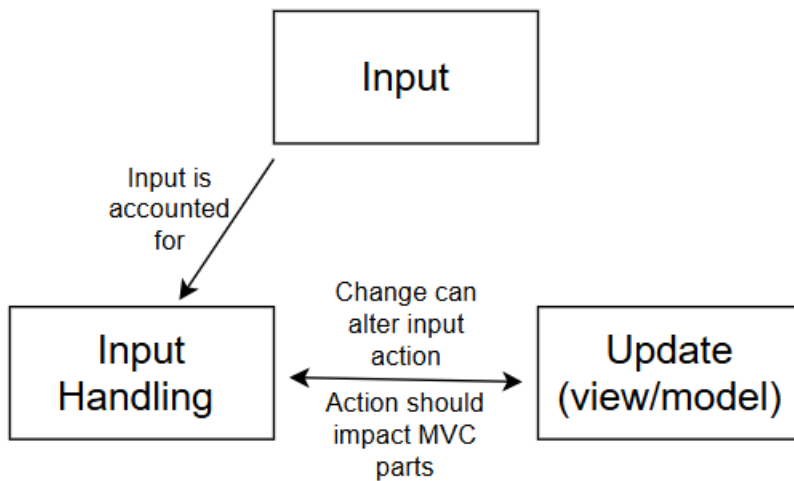 Input
Input is
accounted
for
Input
Handling
Change can
alter input
action
Action should
impact MVC
parts
Update
(view/model)